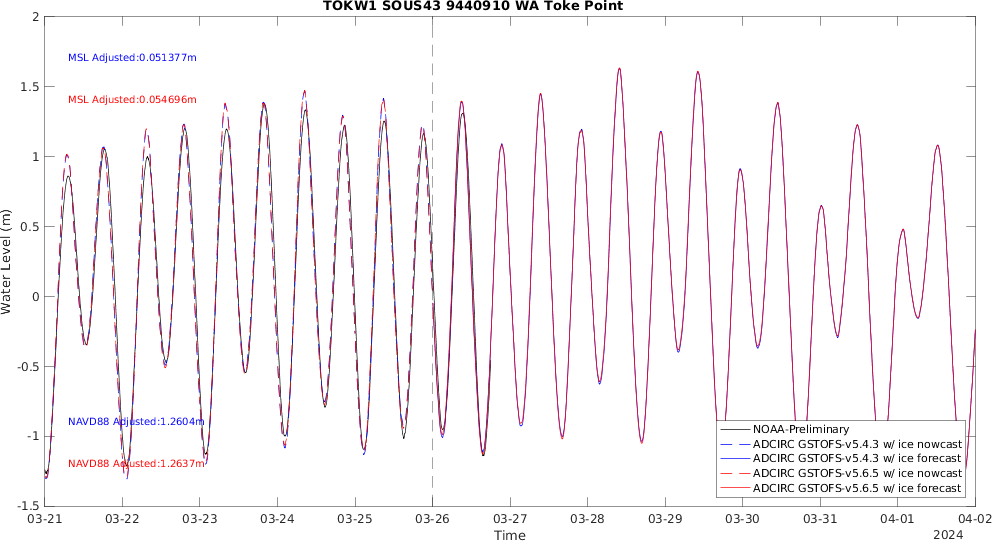 TOKW1 SOUS43 9440910 WA Toke Point
2
1.5
1
0.5
0
-0.5
-1
-1.5
Water Level (m)
MSL Adjusted:0.051377m
MSL Adjusted:0.054696m
NAVD88 Adjusted:1.2604m
NAVD88 Adjusted:1.2637m
NOAA-Preliminary
ADCIRC GSTOFS-v5.4.3 w/ ice nowcast
ADCIRC GSTOFS-v5.4.3 w/ ice forecast
ADCIRC GSTOFS-v5.6.5 w/ ice nowcast
ADCIRC GSTOFS-v5.6.5 w/ ice forecast
03-21 03-22 03-23 03-24 03-25 03-26 03-27 03-28 03-29 03-30 03-31 04-01 04-02
Time
2024